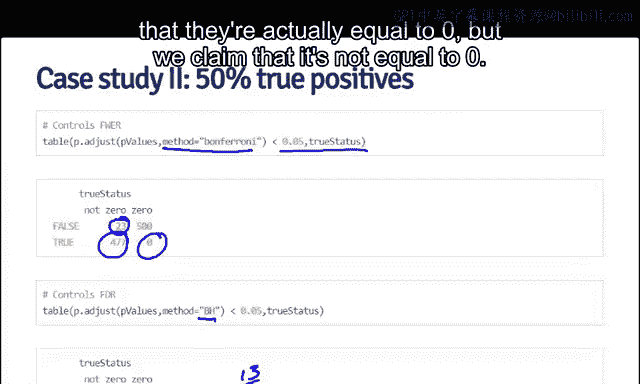 that they're actually equal to 0, but
we claim that it's not equal to 0.
Case study II: 50% true positives
# Controls FWER
table(p.adjust(pValues,method="bonferroni") < 0.05,trueStatus)
trueStatus
not zero zero
FALSE 23 500
TRUE 477 0
# Controls FDR
table(p.adjust(pValues,method="BH") < 0.05,trueStatus)
trueStatus
not zero zero
13